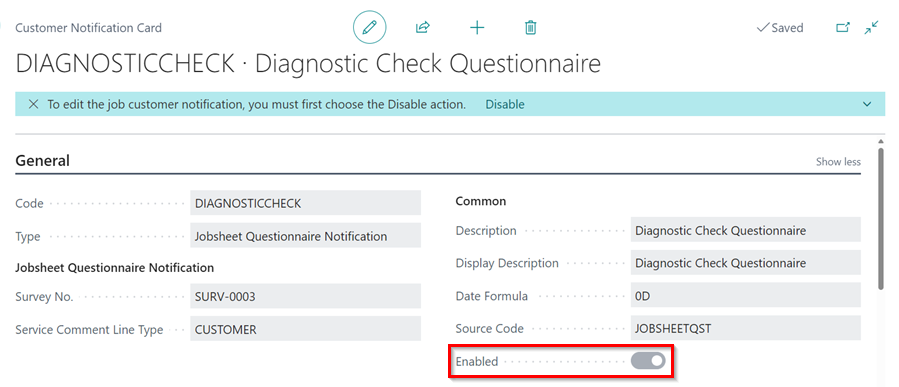 Customer Notification Card
Saved
DIAGNOSTICCHECK · Diagnostic Check Questionnaire
To edit the job customer notification, you must first choose the Disable action. Disable
General
Show less
Code DIAGNOSTICCHECK
Type Jobsheet Questionnaire Notification
Jobsheet Questionnaire Notification
Survey No. SURV-0003
Service Comment Line Type CUSTOMER
Common
Description Diagnostic Check Questionnaire
Display Description Diagnostic Check Questionnaire
Date Formula 0D
Source Code JOBSHEETQST
Enabled